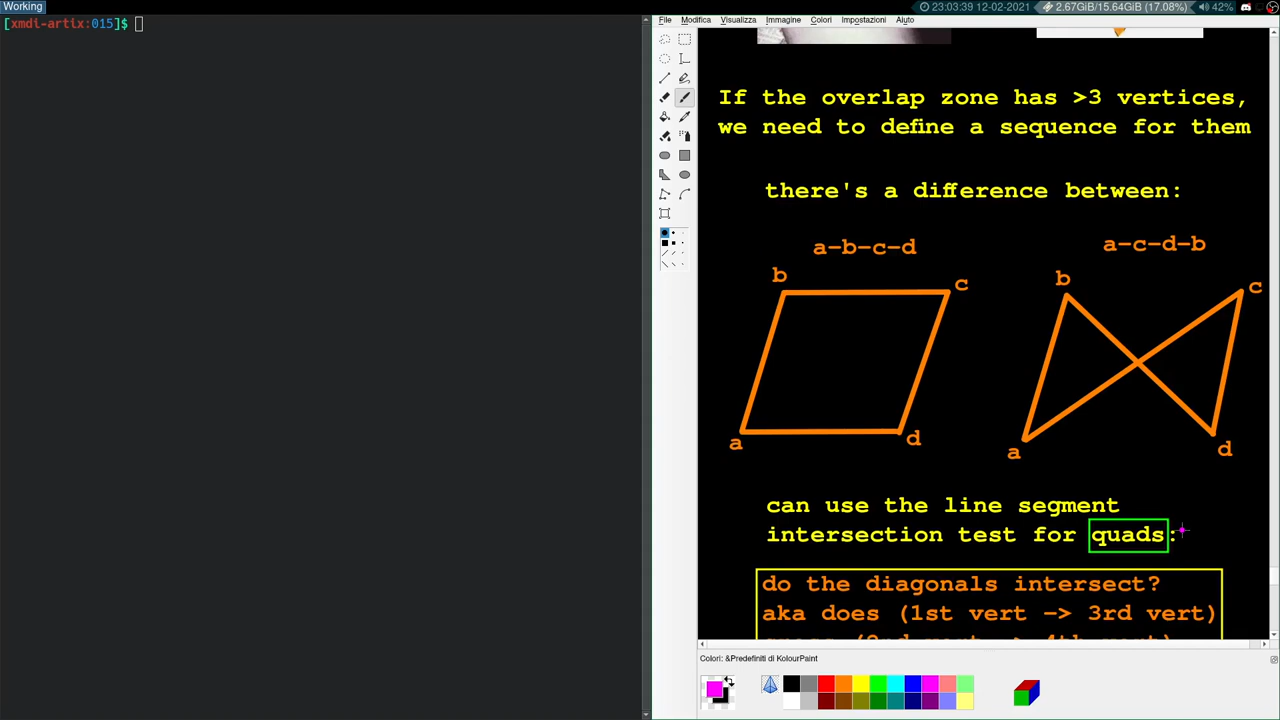 Working
23:03:39 12-02-2021 2.67GiB/15.64GiB (17.08%) 42%
[xmdi-artix:015]$
File Modifica Visualizza Immagine Colori Impostazioni Aiuto
If the overlap zone has >3 vertices,
we need to define a sequence for them
there's a difference between:
a-b-c-d
a-c-d-b
b
c
a
d
b
c
a
d
can use the line segment
intersection test for quads:
do the diagonals intersect?
aka does (1st vert -> 3rd vert)
Colori: &Predefiniti di KolourPaint